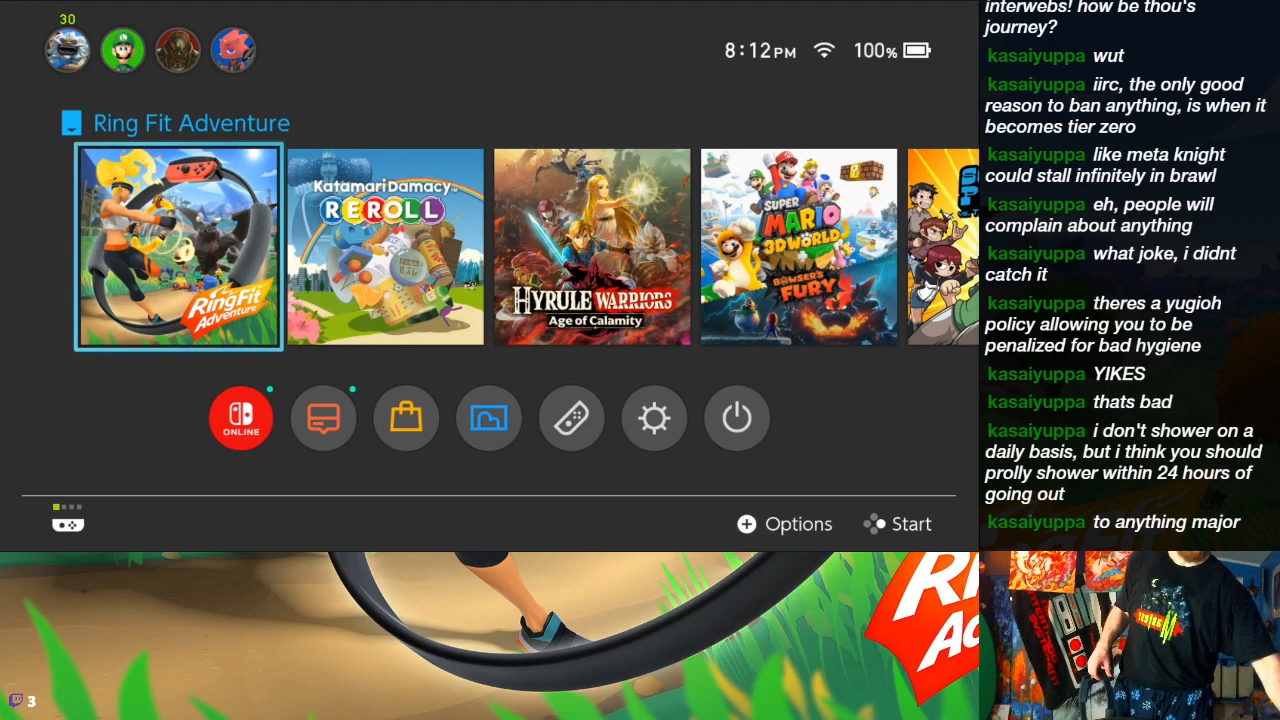 30
8:12PM
100%
Ring Fit Adventure
RingFit
Adventure
KATAMARI DAMACY™
REROLL
HYRULE WARRIORS
Age of Calamity
SUPER
MARIO
3D WORLD
BOWSER'S
FURY
ONLINE
Options
Start
3
interwebs! how be thou's
journey?
kasaiyuppa wut
kasaiyuppa iirc, the only good
reason to ban anything, is when it
becomes tier zero
kasaiyuppa like meta knight
could stall infinitely in brawl
kasaiyuppa eh, people will
complain about anything
kasaiyuppa what joke, i didnt
catch it
kasaiyuppa theres a yugioh
policy allowing you to be
penalized for bad hygiene
kasaiyuppa YIKES
kasaiyuppa thats bad
kasaiyuppa i don't shower on a
daily basis, but i think you should
prolly shower within 24 hours of
going out
kasaiyuppa to anything major